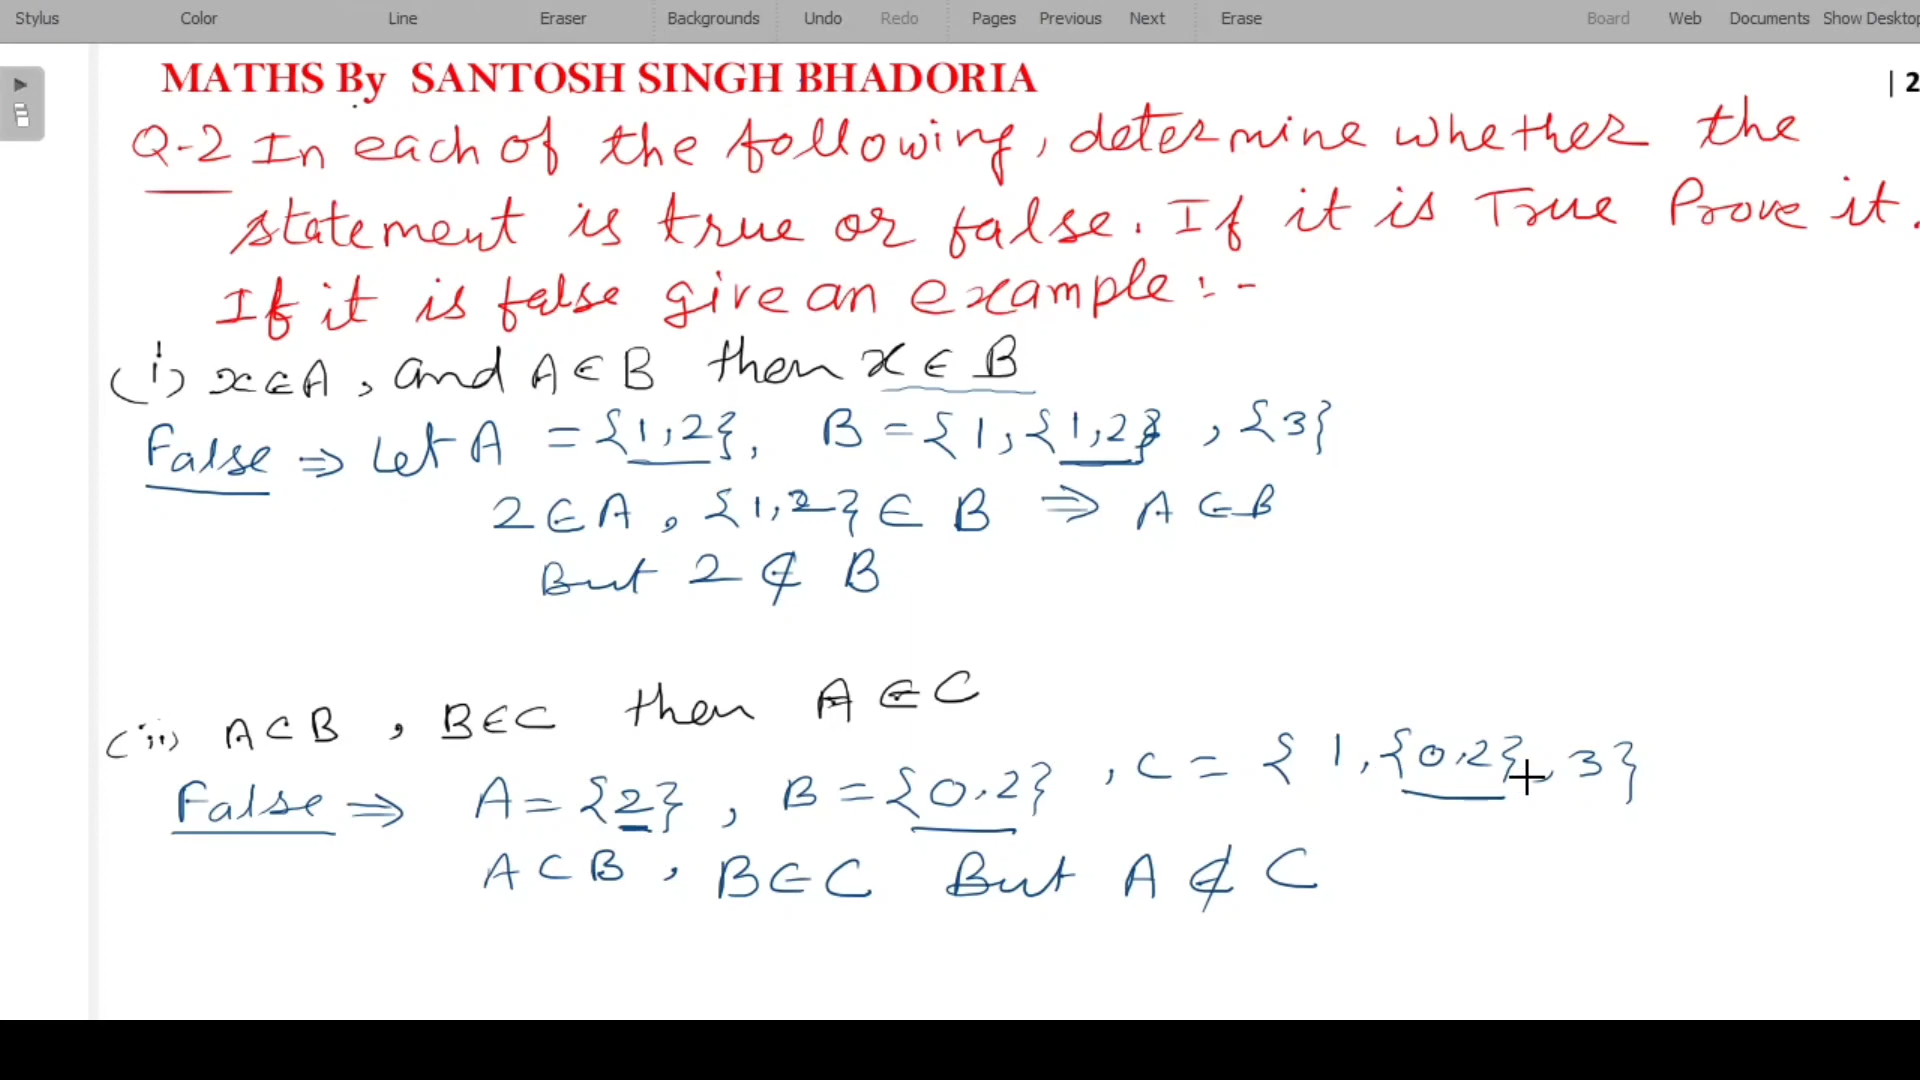 Stylus Color Line Eraser Backgrounds Undo Redo Pages Previous Next Erase Board Web Documents Show Desktop
MATHS By SANTOSH SINGH BHADORIA | 2
Q-2 In each of the following, determine whether the
statement is true or false. If it is True Prove it.
If it is false give an example :-
(i) x∈A, and A∈B then x∈B
False ⇒ Let A = {1,2}, B = {1,{1,2}, {3}
2∈A, {1,2}∈B ⇒ A∈B
But 2∉B
(ii) A⊂B, B∈C then A∈C
False ⇒ A = {2}, B = {0,2}, C = {1,{0,2}, 3}
A⊂B, B∈C But A∉C